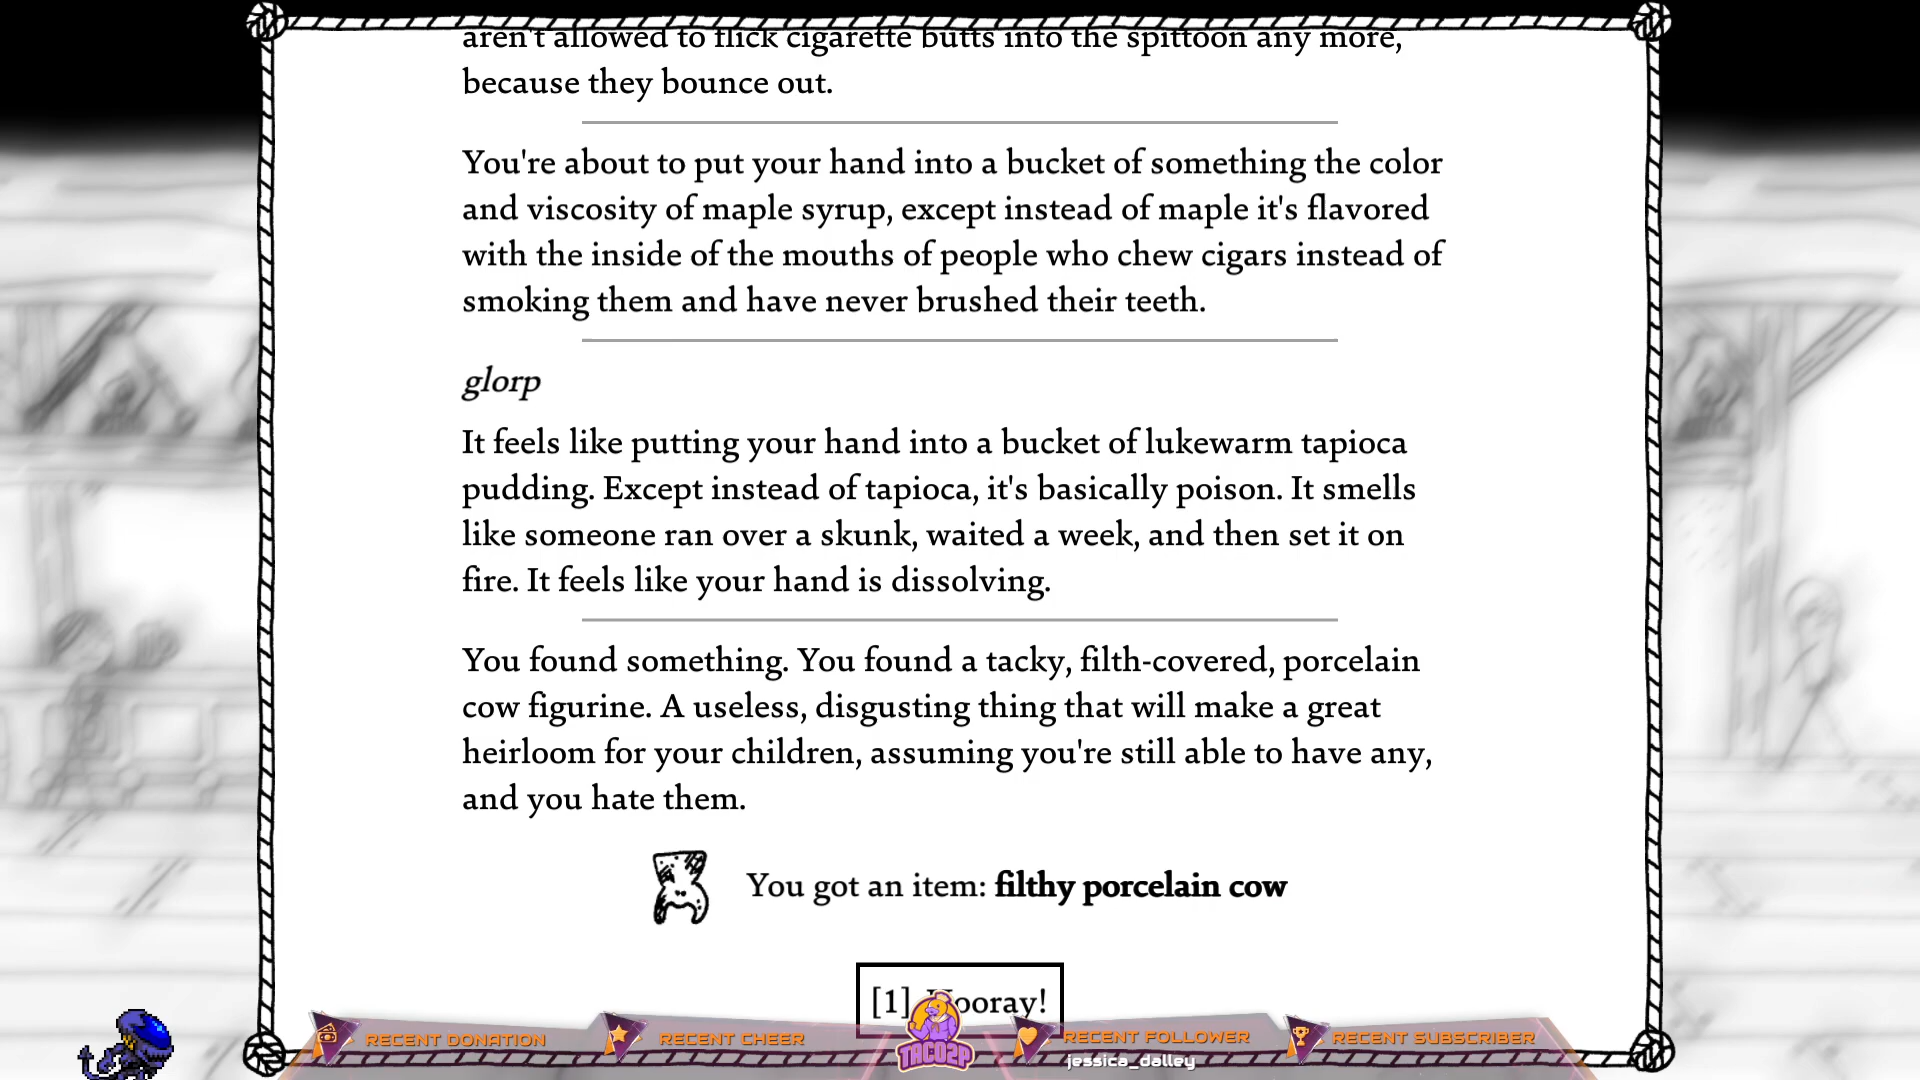 aren't allowed to flick cigarette butts into the spittoon any more,
because they bounce out.
You're about to put your hand into a bucket of something the color
and viscosity of maple syrup, except instead of maple it's flavored
with the inside of the mouths of people who chew cigars instead of
smoking them and have never brushed their teeth.
glorp
It feels like putting your hand into a bucket of lukewarm tapioca
pudding. Except instead of tapioca, it's basically poison. It smells
like someone ran over a skunk, waited a week, and then set it on
fire. It feels like your hand is dissolving.
You found something. You found a tacky, filth-covered, porcelain
cow figurine. A useless, disgusting thing that will make a great
heirloom for your children, assuming you're still able to have any,
and you hate them.
You got an item: filthy porcelain cow
[1] Hooray!
RECENT DONATION
RECENT CHEER
TACO2P
RECENT FOLLOWER
jessica_dalley
RECENT SUBSCRIBER